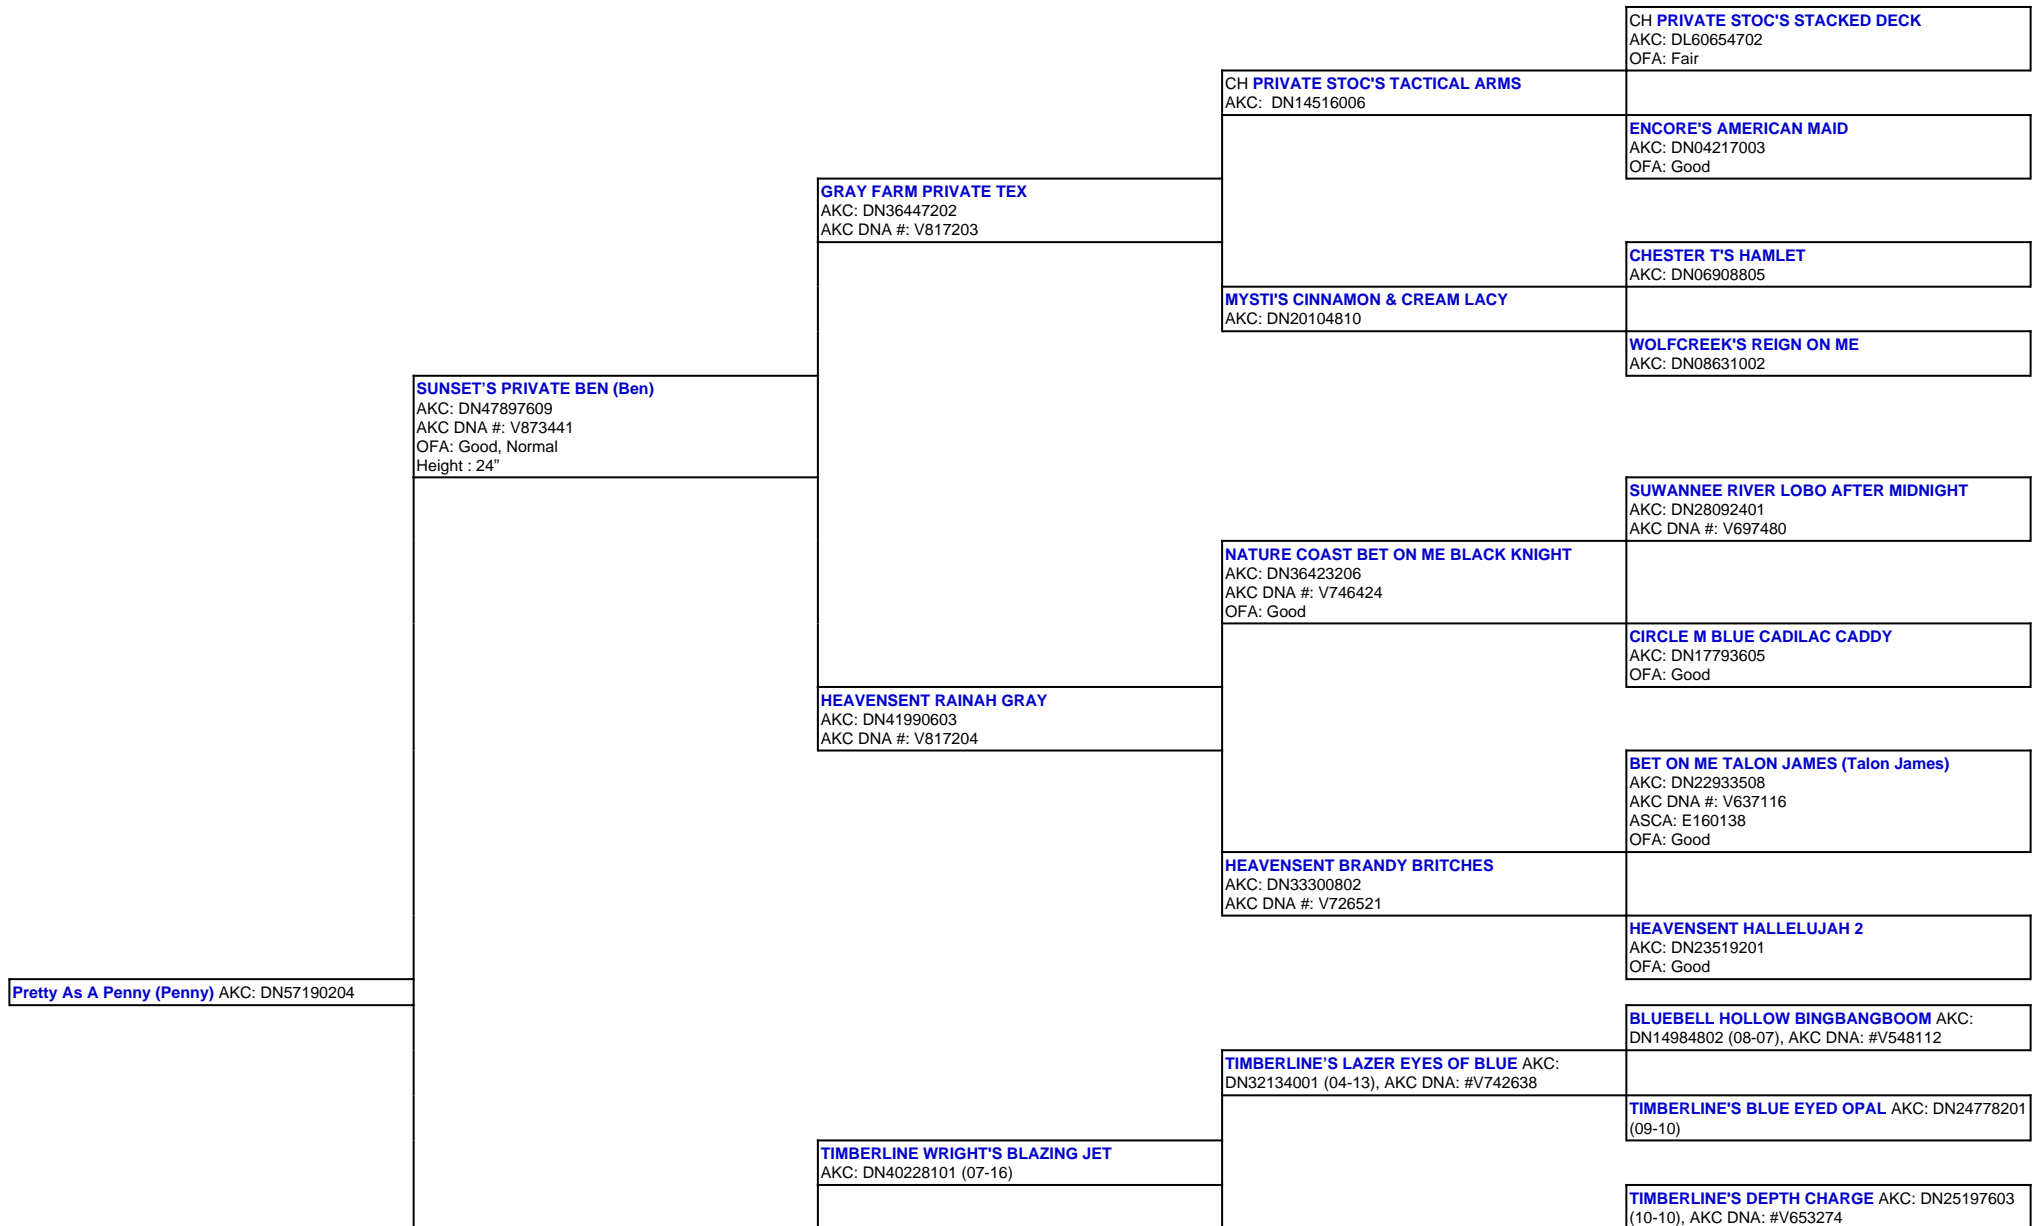 CH PRIVATE STOC'S STACKED DECK
AKC: DL60654702
OFA: Fair
CH PRIVATE STOC'S TACTICAL ARMS
AKC:  DN14516006
ENCORE'S AMERICAN MAID
AKC: DN04217003
OFA: Good
GRAY FARM PRIVATE TEX
AKC: DN36447202
AKC DNA #: V817203
CHESTER T'S HAMLET
AKC: DN06908805
MYSTI'S CINNAMON & CREAM LACY
AKC: DN20104810
WOLFCREEK'S REIGN ON ME
AKC: DN08631002
SUNSET’S PRIVATE BEN (Ben)
AKC: DN47897609
AKC DNA #: V873441
OFA: Good, Normal
Height : 24”
SUWANNEE RIVER LOBO AFTER MIDNIGHT
AKC: DN28092401
AKC DNA #: V697480
NATURE COAST BET ON ME BLACK KNIGHT
AKC: DN36423206
AKC DNA #: V746424
OFA: Good
CIRCLE M BLUE CADILAC CADDY
AKC: DN17793605
OFA: Good
HEAVENSENT RAINAH GRAY
AKC: DN41990603
AKC DNA #: V817204
BET ON ME TALON JAMES (Talon James)
AKC: DN22933508
AKC DNA #: V637116
ASCA: E160138
OFA: Good
HEAVENSENT BRANDY BRITCHES
AKC: DN33300802
AKC DNA #: V726521
HEAVENSENT HALLELUJAH 2
AKC: DN23519201
OFA: Good
Pretty As A Penny (Penny) AKC: DN57190204
BLUEBELL HOLLOW BINGBANGBOOM AKC:
DN14984802 (08-07), AKC DNA: #V548112
TIMBERLINE’S LAZER EYES OF BLUE AKC:
DN32134001 (04-13), AKC DNA: #V742638
TIMBERLINE'S BLUE EYED OPAL AKC: DN24778201
(09-10)
TIMBERLINE WRIGHT'S BLAZING JET
AKC: DN40228101 (07-16)
TIMBERLINE'S DEPTH CHARGE AKC: DN25197603
(10-10), AKC DNA: #V653274